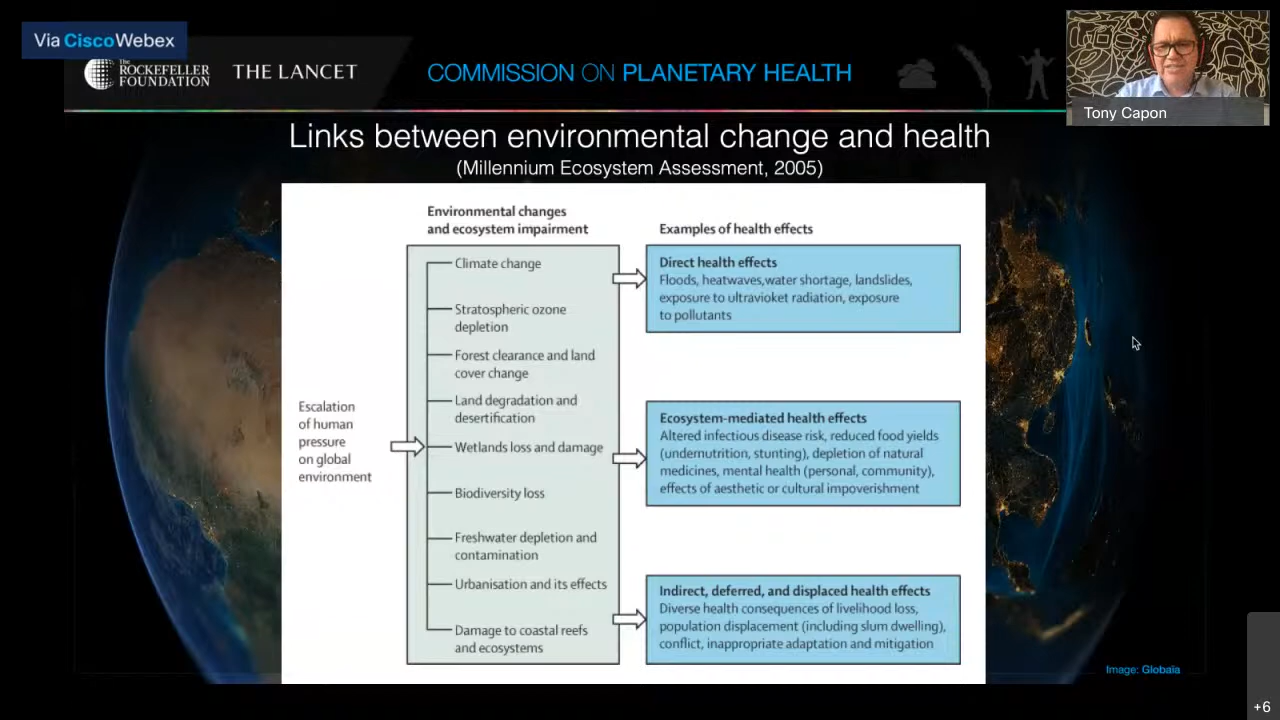 Via CiscoWebex
The
ROCKEFELLER
FOUNDATION
THE LANCET
COMMISSION ON PLANETARY HEALTH
Tony Capon
Links between environmental change and health
(Millennium Ecosystem Assessment, 2005)
Escalation
of human
pressure
on global
environment
Environmental changes
and ecosystem impairment
Climate change
Stratospheric ozone
depletion
Forest clearance and land
cover change
Land degradation and
desertification
Wetlands loss and damage
Biodiversity loss
Freshwater depletion and
contamination
Urbanisation and its effects
Damage to coastal reefs
and ecosystems
Examples of health effects
Direct health effects
Floods, heatwaves,water shortage, landslides,
exposure to ultravioket radiation, exposure
to pollutants
Ecosystem-mediated health effects
Altered infectious disease risk, reduced food yields
(undernutrition, stunting), depletion of natural
medicines, mental health (personal, community),
effects of aesthetic or cultural impoverishment
Indirect, deferred, and displaced health effects
Diverse health consequences of livelihood loss,
population displacement (including slum dwelling),
conflict, inappropriate adaptation and mitigation
Image: Globaïa
+6